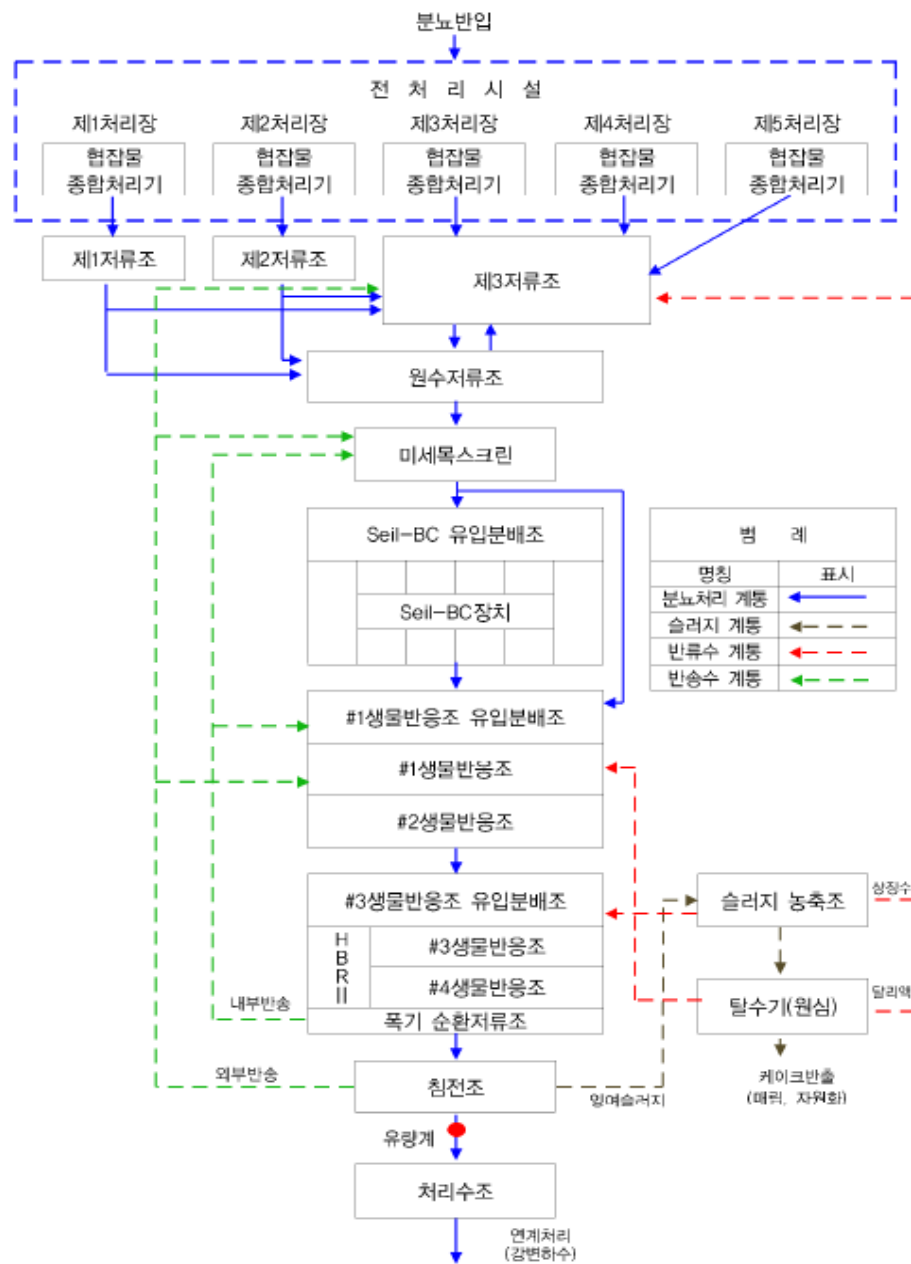 분뇨반입
전 처 리 시 설
제1처리장 제2처리장 제3처리장 제4처리장 제5처리장
협잡물 협잡물 협잡물 협잡물 협잡물
종합처리기 종합처리기 종합처리기 종합처리기 종합처리기
제1저류조 제2저류조 제3저류조
원수저류조
미세목스크린
Seil-BC 유입분배조
Seil-BC장치
범 례
명칭 표시
분뇨처리 계통
슬러지 계통
반류수 계통
반송수 계통
#1생물반응조 유입분배조
#1생물반응조
#2생물반응조
#3생물반응조 유입분배조
HBRII
#3생물반응조
#4생물반응조
폭기 순환저류조
내부반송
외부반송
침전조
잉여슬러지
슬러지 농축조
상징수
탈수기(원심)
탈리액
케이크반출
(매립, 자원화)
유량계
처리수조
연계처리
(강변하수)